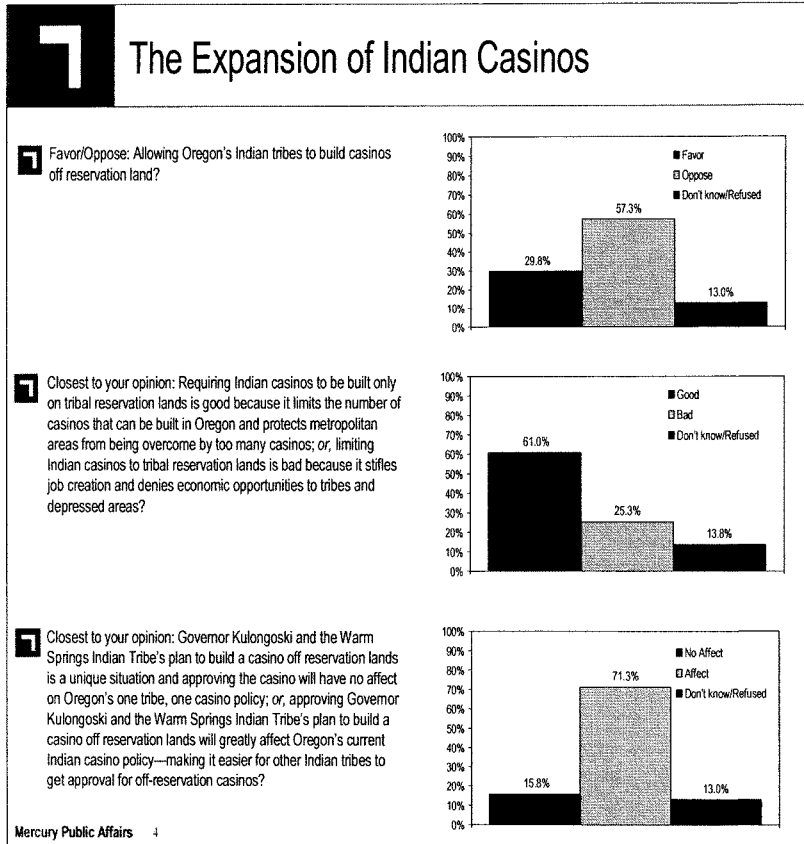 The Expansion of Indian Casinos
Favor/Oppose: Allowing Oregon's Indian tribes to build casinos
off reservation land?
100%
90%
80%
70%
60%
50%
40%
30%
20%
10%
0%
Favor
Oppose
Don't know/Refused
29.8%
57.3%
13.0%
Closest to your opinion: Requiring Indian casinos to be built only
on tribal reservation lands is good because it limits the number of
casinos that can be built in Oregon and protects metropolitan
areas from being overcome by too many casinos; or, limiting
Indian casinos to tribal reservation lands is bad because it stifles
job creation and denies economic opportunities to tribes and
depressed areas?
100%
90%
80%
70%
60%
50%
40%
30%
20%
10%
0%
Good
Bad
Don't know/Refused
61.0%
25.3%
13.8%
Closest to your opinion: Governor Kulongoski and the Warm
Springs Indian Tribe's plan to build a casino off reservation lands
is a unique situation and approving the casino will have no affect
on Oregon's one tribe, one casino policy; or, approving Governor
Kulongoski and the Warm Springs Indian Tribe's plan to build a
casino off reservation lands will greatly affect Oregon's current
Indian casino policy—making it easier for other Indian tribes to
get approval for off-reservation casinos?
100%
90%
80%
70%
60%
50%
40%
30%
20%
10%
0%
No Affect
Affect
Don't know/Refused
15.8%
71.3%
13.0%
Mercury Public Affairs 4